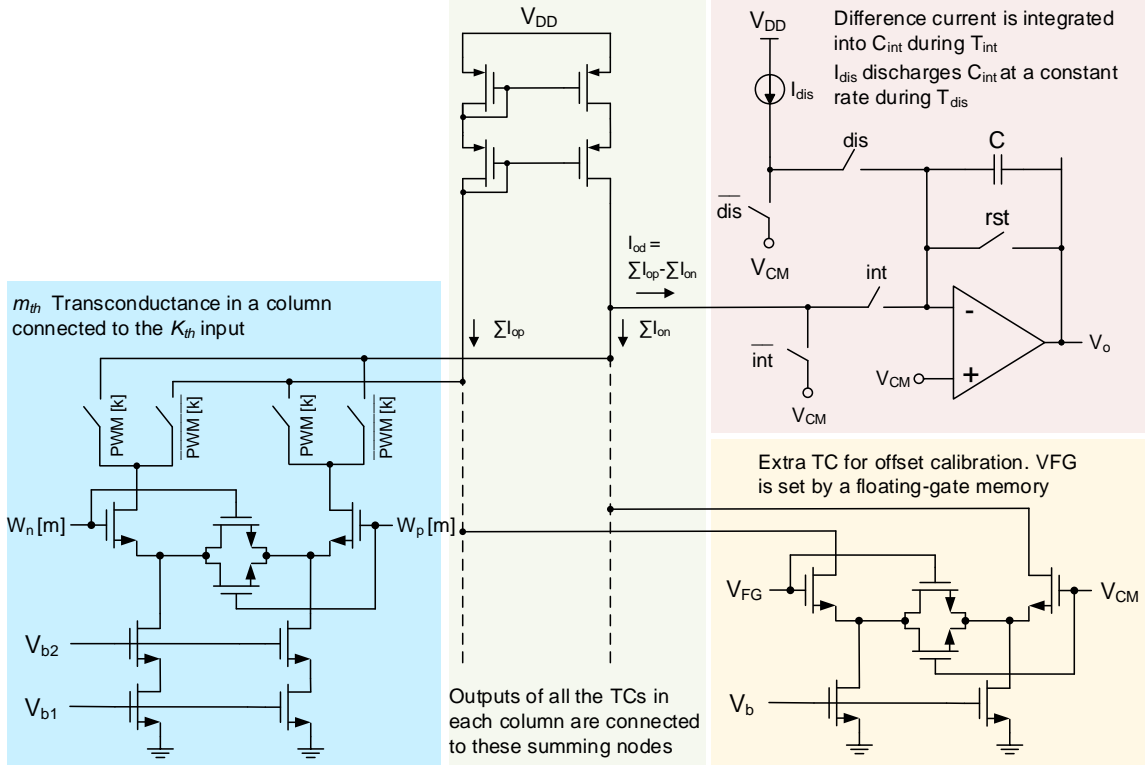 V_DD
V_DD
Difference current is integrated
into C_int during T_int
I_dis discharges C_int at a constant
rate during T_dis
I_dis
dis
C
dis
V_CM
rst
I_od =
∑I_op-∑I_on
int
-
+
V_CM
V_o
int
V_CM
m_th Transconductance in a column
connected to the K_th input
∑I_op
∑I_on
PWM [k]
PWM [k]
PWM [k]
PWM [k]
W_n [m]
W_p [m]
V_b2
V_b1
Outputs of all the TCs in
each column are connected
to these summing nodes
Extra TC for offset calibration. VFG
is set by a floating-gate memory
V_FG
V_CM
V_b